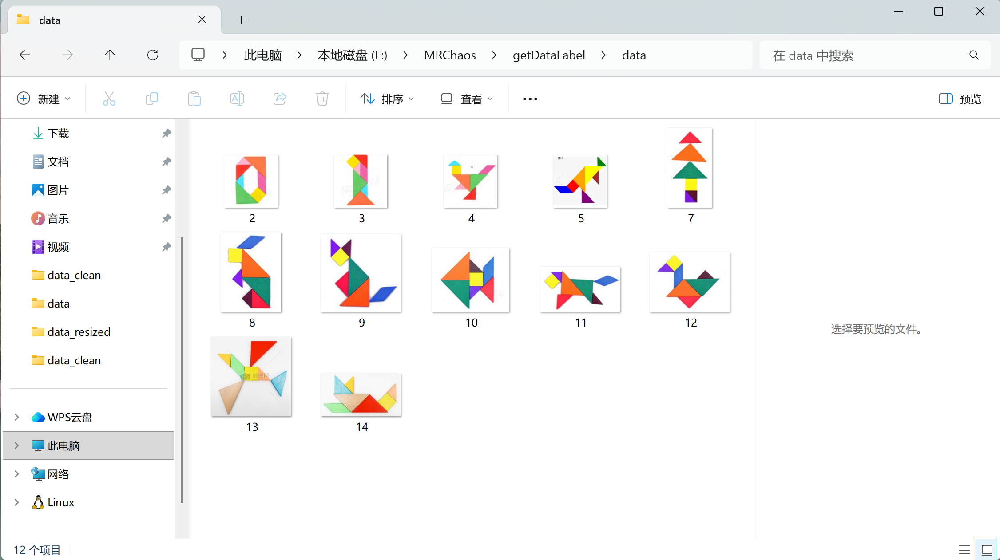 data
此电脑 本地磁盘 (E:) MRChaos getDataLabel data
在 data 中搜索
新建 排序 查看 预览
下载
文档
图片
音乐
视频
data_clean
data
data_resized
data_clean
WPS云盘
此电脑
网络
Linux
作业
2 3 4 5 7
8 9 10 11 12
13 14
选择要预览的文件。
12 个项目